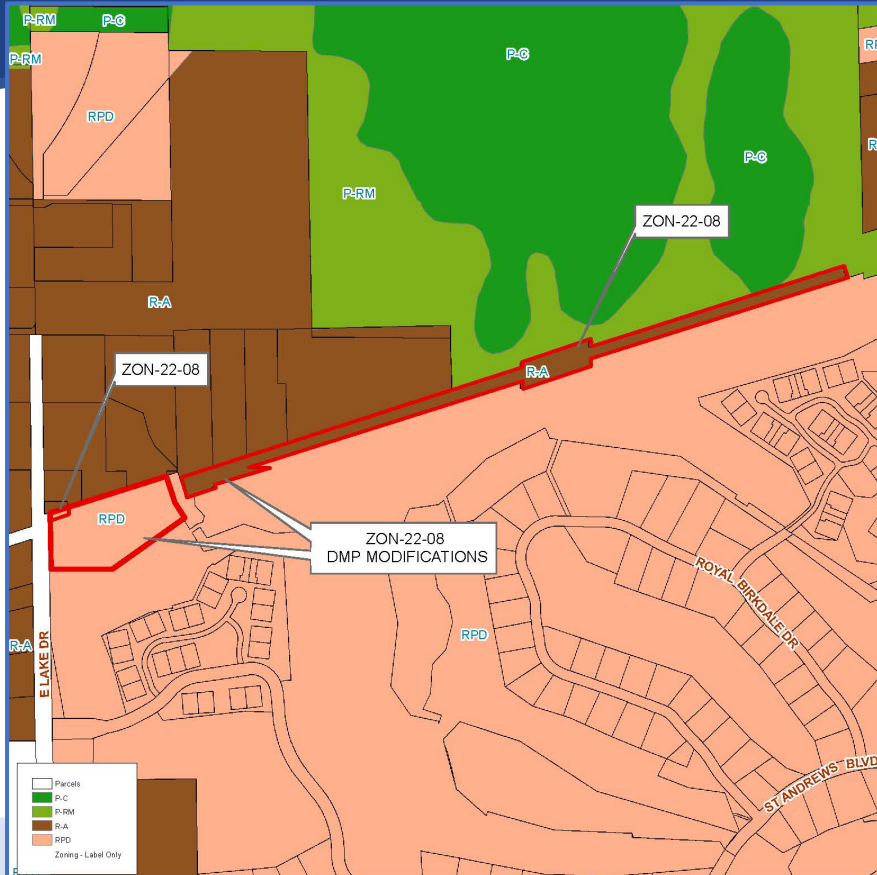 P-RM
P-C
P-RM
RPD
P-C
P-C
P-RM
R-A
ZON-22-08
ZON-22-08
R-A
RPD
ZON-22-08
DMP MODIFICATIONS
ROYAL BIRKDALE DR
RPD
R-A
E LAKE DR
ST ANDREWS BLVD
Parcels
P-C
P-RM
R-A
RPD
Zoning - Label Only